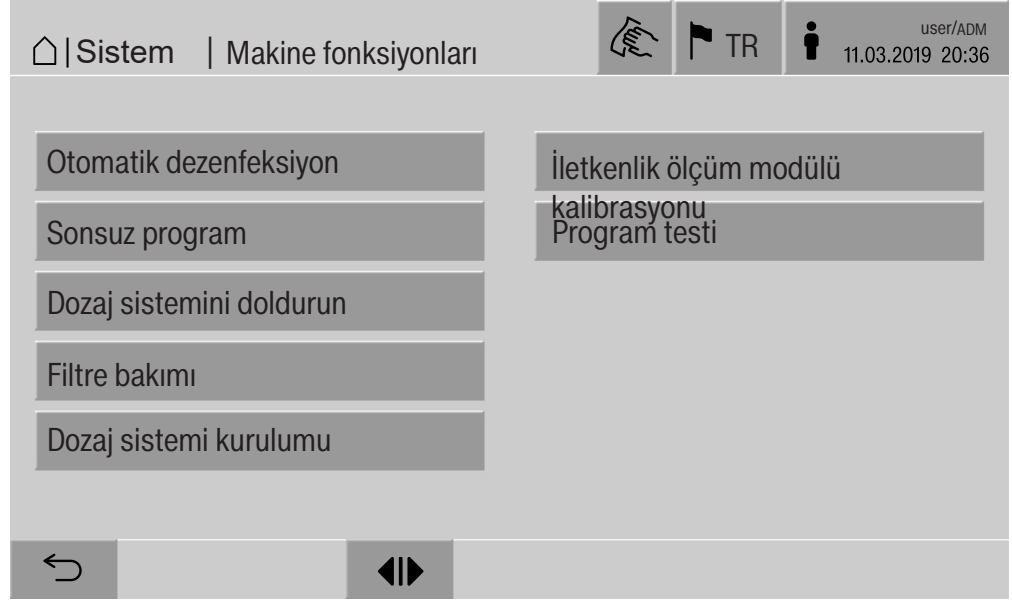 |Sistem | Makine fonksiyonları
TR
user/ADM
11.03.2019 20:36
Otomatik dezenfeksiyon
Sonsuz program
Dozaj sistemini doldurun
Filtre bakımı
Dozaj sistemi kurulumu
İletkenlik ölçüm modülü
kalibrasyonu
Program testi